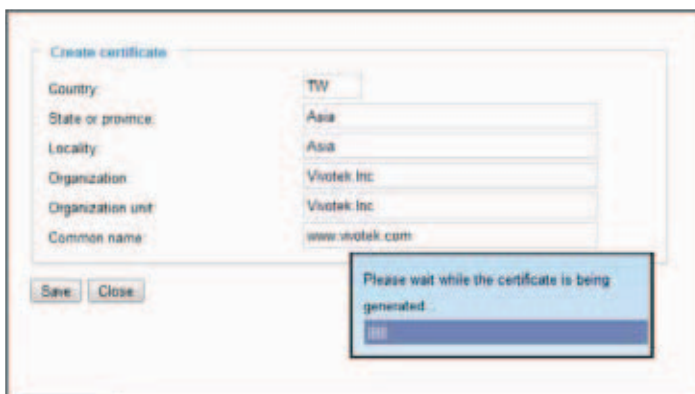 Create certificate
Country: TW
State or province: Asia
Locality: Asia
Organization: Vivotek.Inc
Organization unit: Vivotek.Inc
Common name: www.vivotek.com
Save Close
Please wait while the certificate is being
generated...